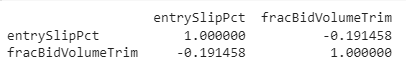 entrySlipPct fracBidVolumeTrim
entrySlipPct 1.000000 -0.191458
fracBidVolumeTrim -0.191458 1.000000